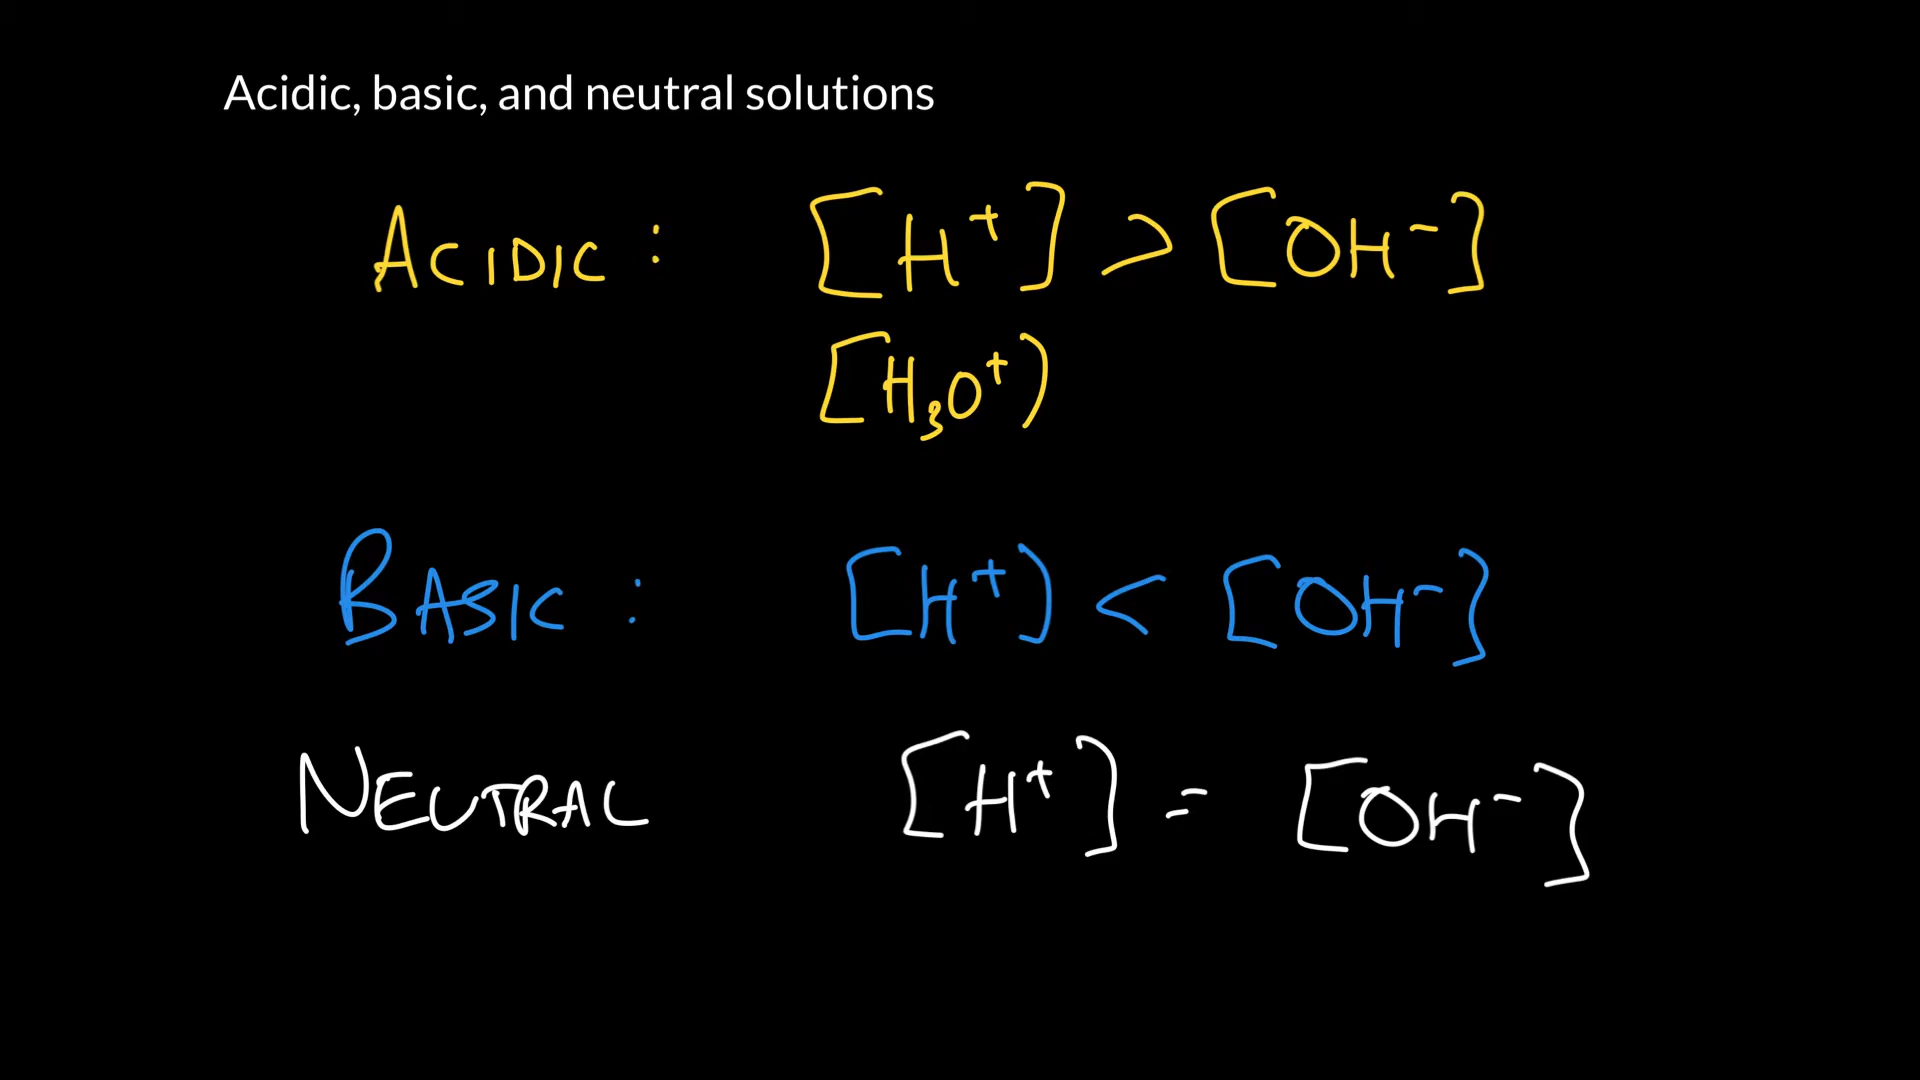 Acidic, basic, and neutral solutions
ACIDIC : [H⁺] > [OH⁻]
[H₃O⁺)
BASIC : [H⁺) < [OH⁻]
NEUTRAL [H⁺] = [OH⁻]